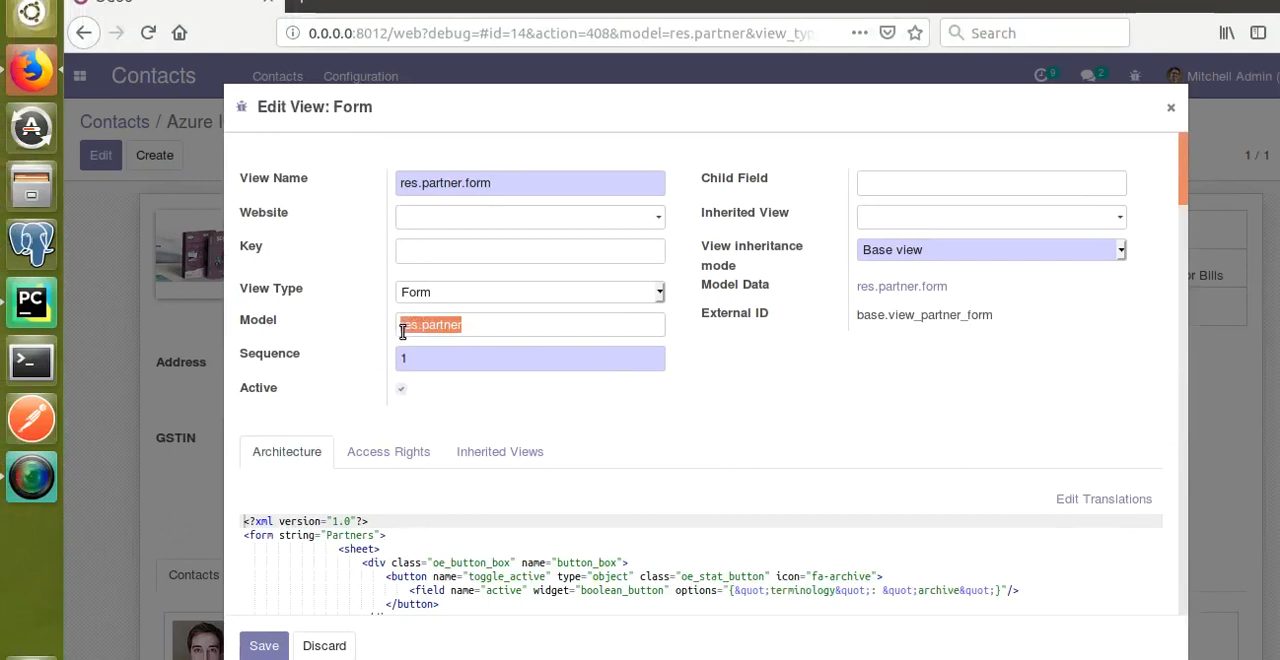 0.0.0.0:8012/web?debug=#id=14&action=408&model=res.partner&view_typ
Search
Contacts
Contacts
Configuration
9
2
Mitchell Admin (
Contacts / Azure I
Edit
Create
1 / 1
Edit View: Form
×
View Name
res.partner.form
Child Field
Website
Inherited View
Key
View inheritance mode
Base view
View Type
Form
Model Data
res.partner.form
Model
res.partner
External ID
base.view_partner_form
Sequence
1
Active
or Bills
Address
GSTIN
Contacts
Architecture
Access Rights
Inherited Views
Edit Translations
<?xml version="1.0"?>
<form string="Partners">
<sheet>
<div class="oe_button_box" name="button_box">
<button name="toggle_active" type="object" class="oe_stat_button" icon="fa-archive">
<field name="active" widget="boolean_button" options="{&quot;terminology&quot;: &quot;archive&quot;}"/>
</button>
Save
Discard
PC